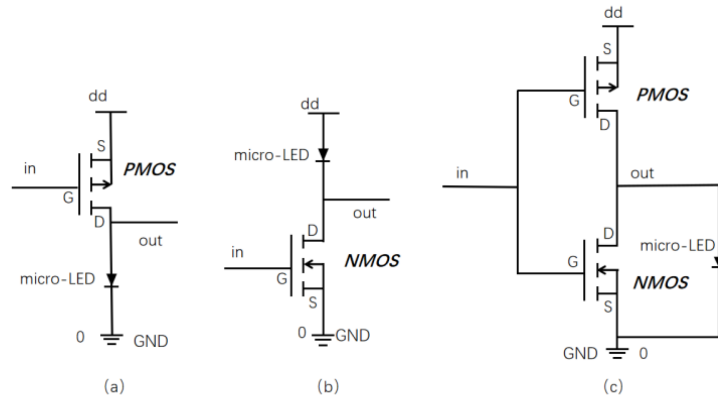 dd
S
in
PMOS
G
D
out
micro-LED
0
GND
(a)
dd
micro-LED
out
D
in
NMOS
G
S
0
GND
(b)
dd
S
PMOS
G
D
in
out
D
micro-LED
G
NMOS
S
GND
0
(c)